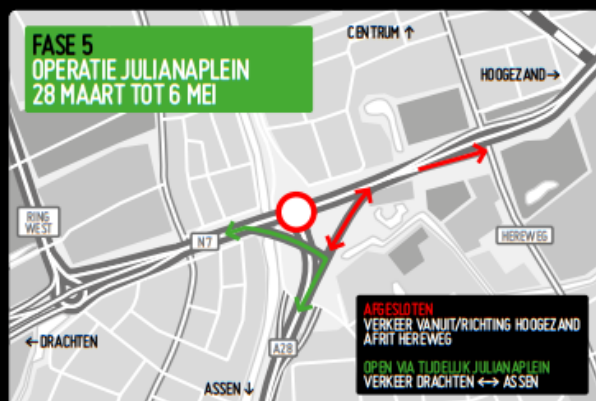 FASE 5
OPERATIE JULIANAPLEIN
28 MAART TOT 6 MEI
CENTRUM ↑
HOOGEZAND→
RING
WEST
N7
HEREWEG
←DRACHTEN
A28
ASSEN ↓
AFGESLOTEN
VERKEER VANUIT/RICHTING HOOGEZAND
AFRIT HEREWEG
OPEN VIA TIJDELIJK JULIANAPLEIN
VERKEER DRACHTEN ↔ ASSEN